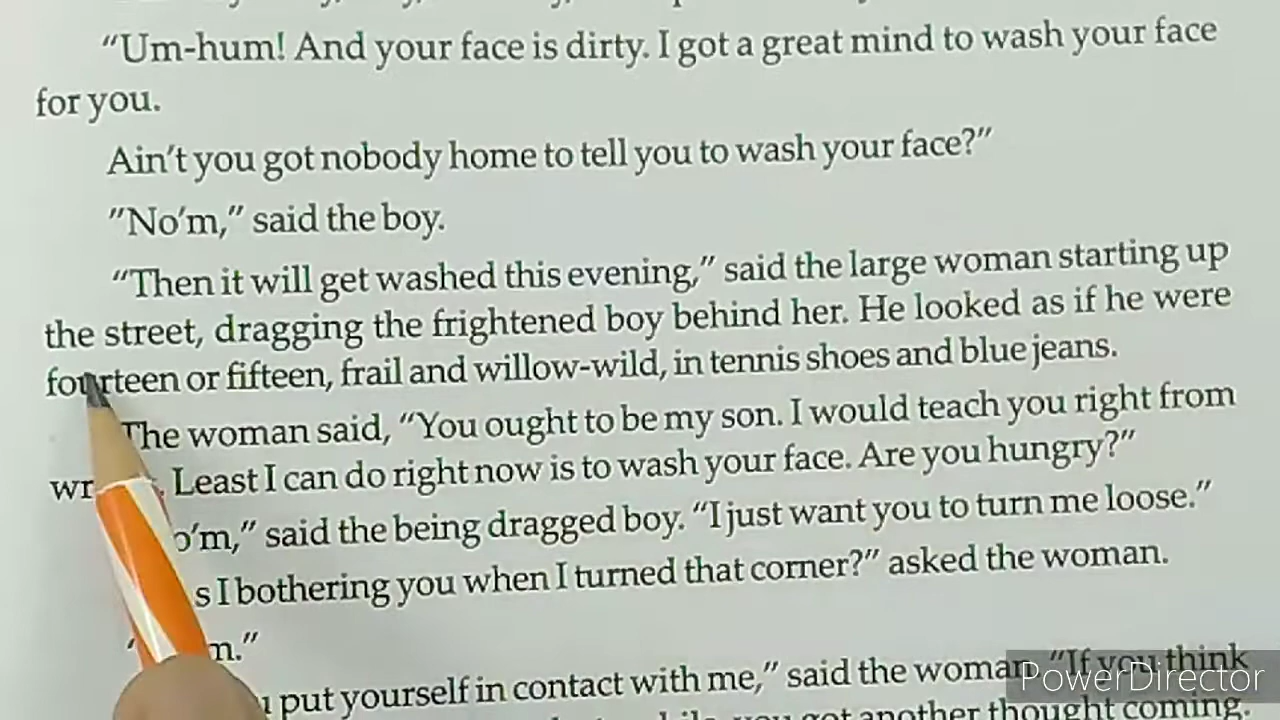 “Um-hum! And your face is dirty. I got a great mind to wash your face
for you.
Ain’t you got nobody home to tell you to wash your face?”
“No’m,” said the boy.
“Then it will get washed this evening,” said the large woman starting up
the street, dragging the frightened boy behind her. He looked as if he were
fourteen or fifteen, frail and willow-wild, in tennis shoes and blue jeans.
The woman said, “You ought to be my son. I would teach you right from
Least I can do right now is to wash your face. Are you hungry?”
said the being dragged boy. “I just want you to turn me loose.”
I bothering you when I turned that corner?” asked the woman.
put yourself in contact with me,” said the woman. “If you think
got another thought coming.
PowerDirector